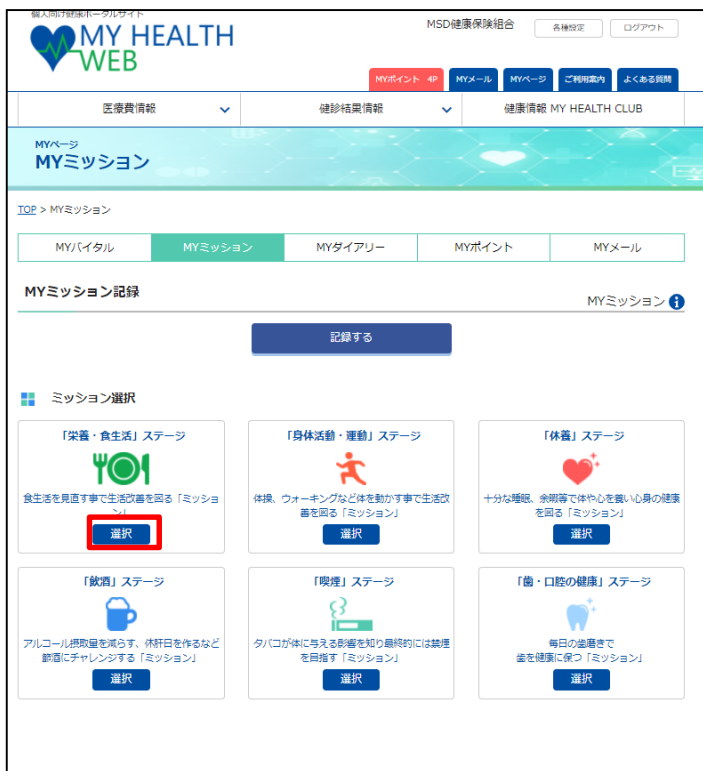 個人向け健康ポータルサイト
MY HEALTH
WEB
MSD健康保険組合
各種設定
ログアウト
MYポイント 4P
MYメール
MYページ
ご利用案内
よくある質問
医療費情報
健診結果情報
健康情報 MY HEALTH CLUB
MYページ
MYミッション
TOP > MYミッション
MYバイタル
MYミッション
MYダイアリー
MYポイント
MYメール
MYミッション記録
MYミッション
記録する
ミッション選択
「栄養・食生活」ステージ
食生活を見直す事で生活改善を図る「ミッショ
ン」
選択
「身体活動・運動」ステージ
体操、ウォーキングなど体を動かす事で生活改
善を図る「ミッション」
選択
「休養」ステージ
十分な睡眠、余暇等で体や心を養い心身の健康
を図る「ミッション」
選択
「飲酒」ステージ
アルコール摂取量を減らす、休肝日を作るなど
節酒にチャレンジする「ミッション」
選択
「喫煙」ステージ
タバコが体に与える影響を知り最終的には禁煙
を目指す「ミッション」
選択
「歯・口腔の健康」ステージ
毎日の歯磨きで
歯を健康に保つ「ミッション」
選択